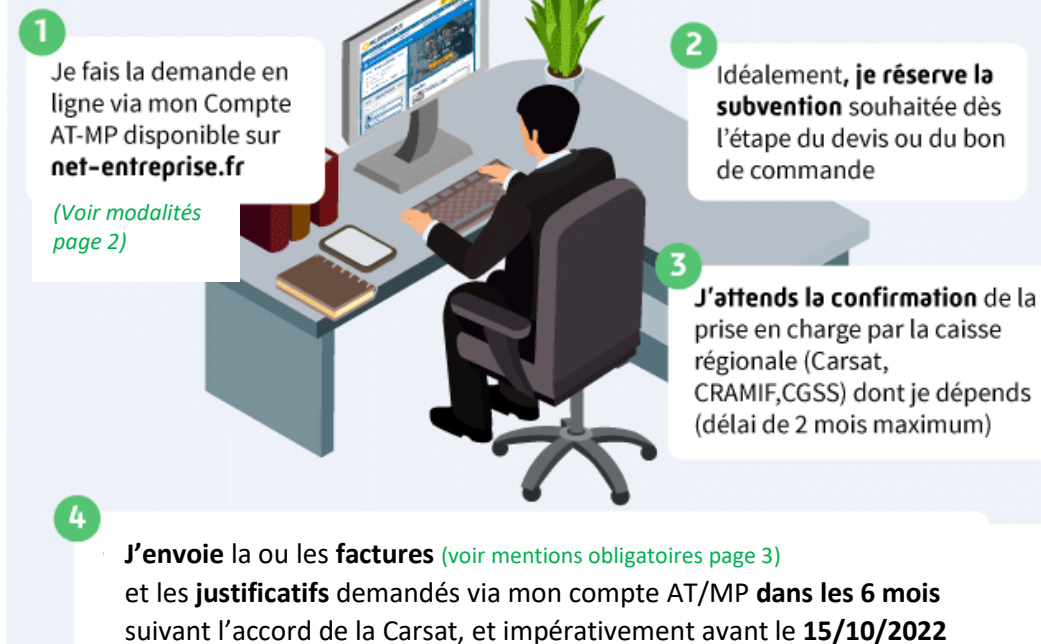 1
Je fais la demande en
ligne via mon Compte
AT-MP disponible sur
net-entreprise.fr
(Voir modalités
page 2)
2
Idéalement, je réserve la
subvention souhaitée dès
l'étape du devis ou du bon
de commande
3
J'attends la confirmation de la
prise en charge par la caisse
régionale (Carsat,
CRAMIF,CGSS) dont je dépends
(délai de 2 mois maximum)
4
J'envoie la ou les factures (voir mentions obligatoires page 3)
et les justificatifs demandés via mon compte AT/MP dans les 6 mois
suivant l'accord de la Carsat, et impérativement avant le 15/10/2022